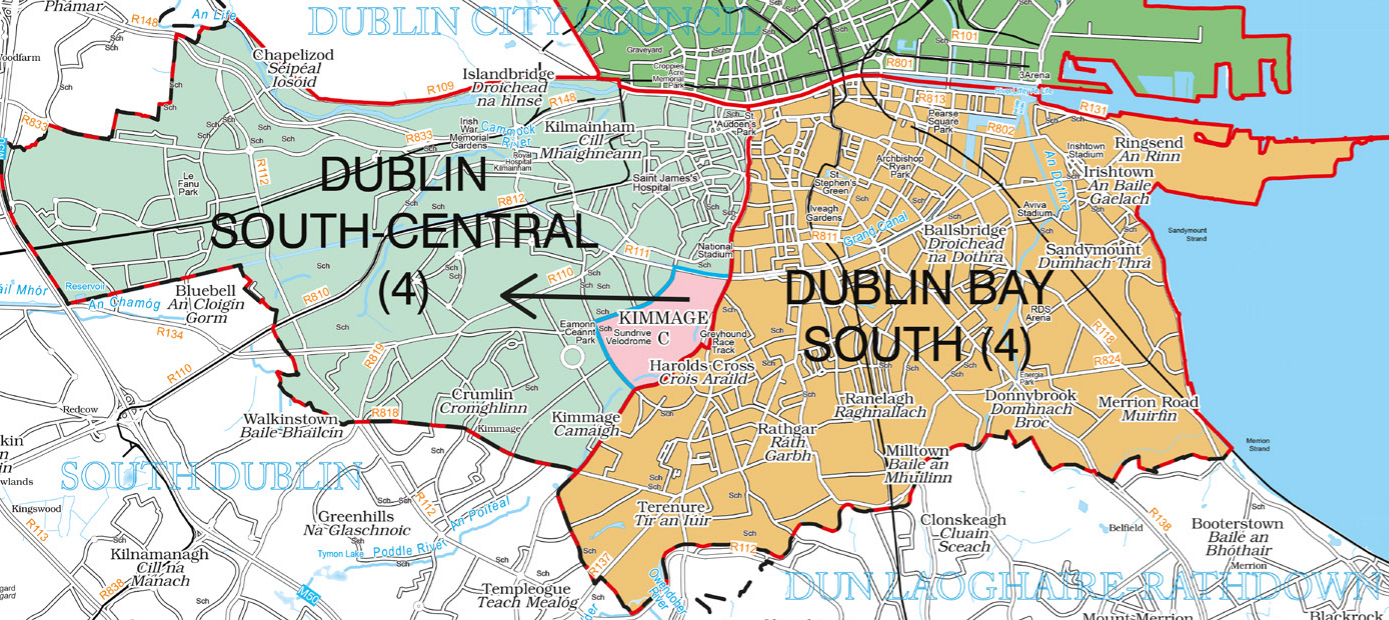 Phámar
R148
An Life
DUBLIN CITY COUNCIL
R101
Sch
Woodfarm
Chapelizod
Séipéal
Iosóid
Graveyard
Croppies
Acre
Memorial
Park
R801
3Arena
Islandbridge
Droichead
na hInse
R109
R148
R813
R131
R833
R833
Irish
War
Memorial
Gardens
Cammock
River
Royal
Hospital
Kilmainham
Kilmainham
Cill
Mhaighneann
St
Audoen's
Park
Pearse
Square
Park
R802
Irishtown
Stadium
Ringsend
An Rinn
R112
Le
Fanu
Park
DUBLIN
SOUTH-CENTRAL
(4)
R812
Saint James's
Hospital
St
Stephen's
Green
Archbishop
Ryan
Park
An Dothra
Irishtown
An Baile
Gaelach
Iveagh
Gardens
Aviva
Stadium
R811
Grand Canal
Ballsbridge
Droichead
na Dothra
Sandymount
Dumhach Thrá
Sandymount
Strand
R111
National
Stadium
R110
Reservoir
An Chamóg
Bluebell
An Cloigín
Gorm
R810
R134
R110
R819
DUBLIN BAY
SOUTH (4)
Eamonn
Ceannt
Park
KIMMAGE
C
Sundrive
Velodrome
Greyhound
Race
Track
RDS
Arena
R118
R824
Harolds Cross
Crois Araild
Energia
Park
Redcow
Walkinstown
Baile Bhailcín
R818
Crumlin
Cromghlinn
Kimmage
Kimmage
Camaigh
Ranelagh
Raghnallach
Donnybrook
Domhnach
Broc
Merrion Road
Muirfin
Rathgar
Ráth
Garbh
Merrion
Strand
Milltown
Baile an
Mhuilinn
SOUTH DUBLIN
Kingswood
R113
R112
Greenhills
Na Glaschnoic
An Poitéal
Terenure
Tír an Iúir
Clonskeagh
Cluain
Sceach
Belfield
R138
Booterstown
Baile an
Bhóthair
Merrion
Tymon Lake
Poddle River
Kilnamanagh
Cill na
Manach
R838
M50
Templeogue
Teach Mealóg
R137
R112
Owendoher
River
DUN LAOGHAIRE-RATHDOWN
Mount Merrion
Blackrock